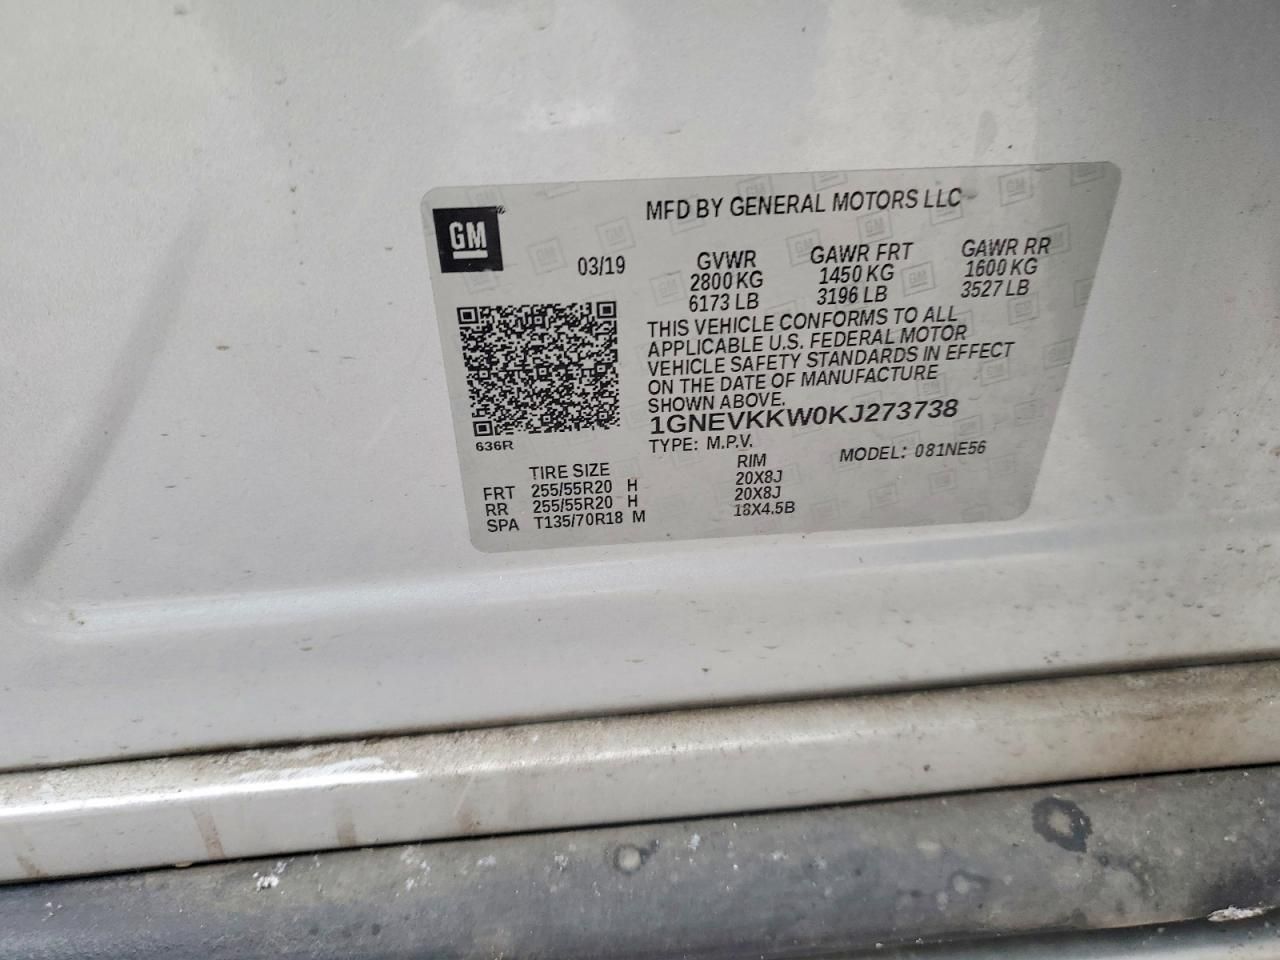 GM
MFD BY GENERAL MOTORS LLC
03/19
GVWR GAWR FRT GAWR RR
2800 KG 1450 KG 1600 KG
6173 LB 3196 LB 3527 LB
THIS VEHICLE CONFORMS TO ALL
APPLICABLE U.S. FEDERAL MOTOR
VEHICLE SAFETY STANDARDS IN EFFECT
ON THE DATE OF MANUFACTURE
SHOWN ABOVE.
1GNEVKKW0KJ273738
636R
TYPE: M.P.V. MODEL: 081NE56
TIRE SIZE RIM
FRT 255/55R20 H 20X8J
RR 255/55R20 H 20X8J
SPA T135/70R18 M 18X4.5B